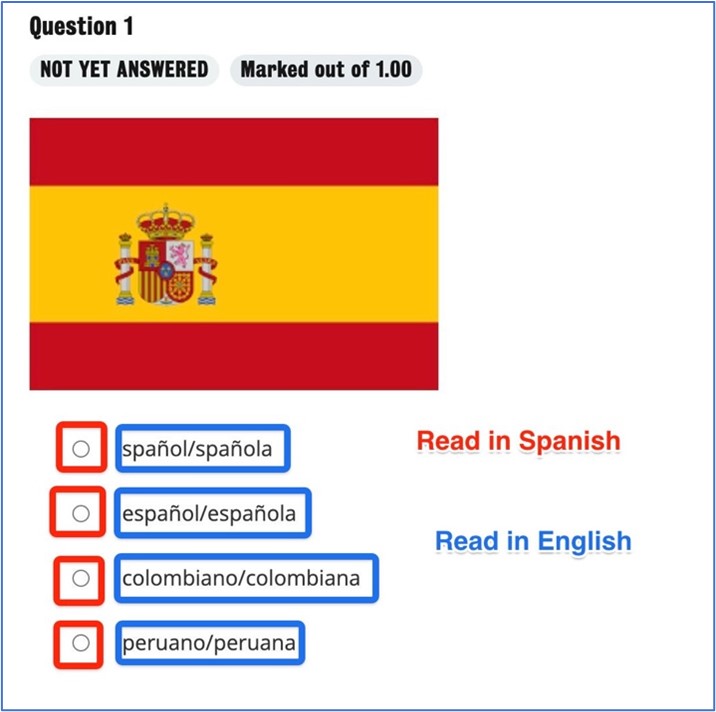 Question 1
NOT YET ANSWERED Marked out of 1.00
spañol/spañola
Read in Spanish
español/española
Read in English
colombiano/colombiana
peruano/peruana